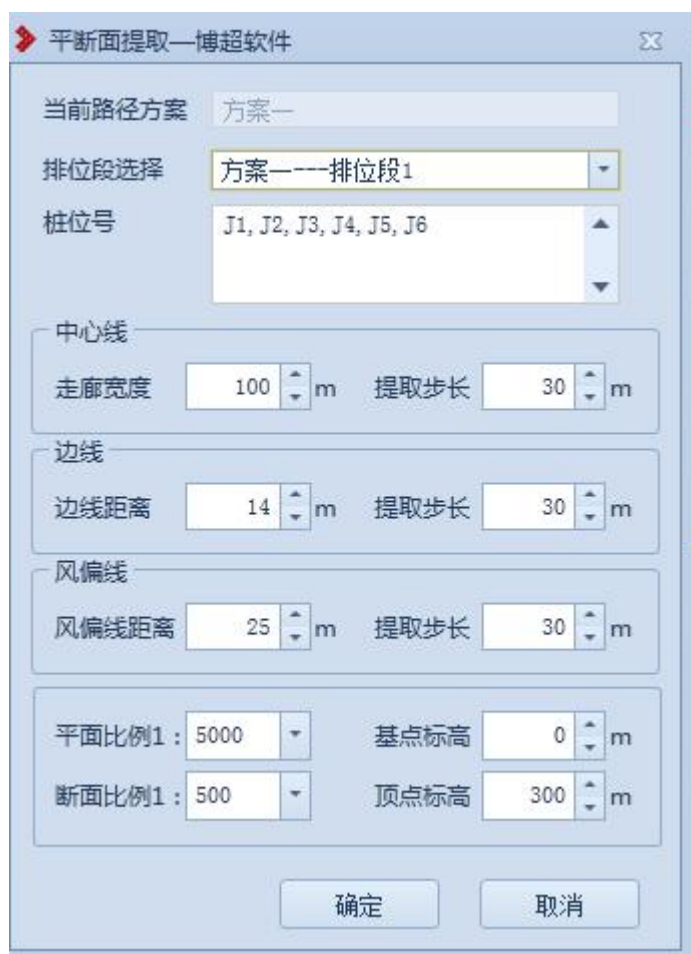 平断面提取—博超软件
当前路径方案 方案一
排位段选择 方案一---排位段1
桩位号 J1, J2, J3, J4, J5, J6
中心线
走廊宽度 100 m 提取步长 30 m
边线
边线距离 14 m 提取步长 30 m
风偏线
风偏线距离 25 m 提取步长 30 m
平面比例1：5000 基点标高 0 m
断面比例1：500 顶点标高 300 m
确定 取消